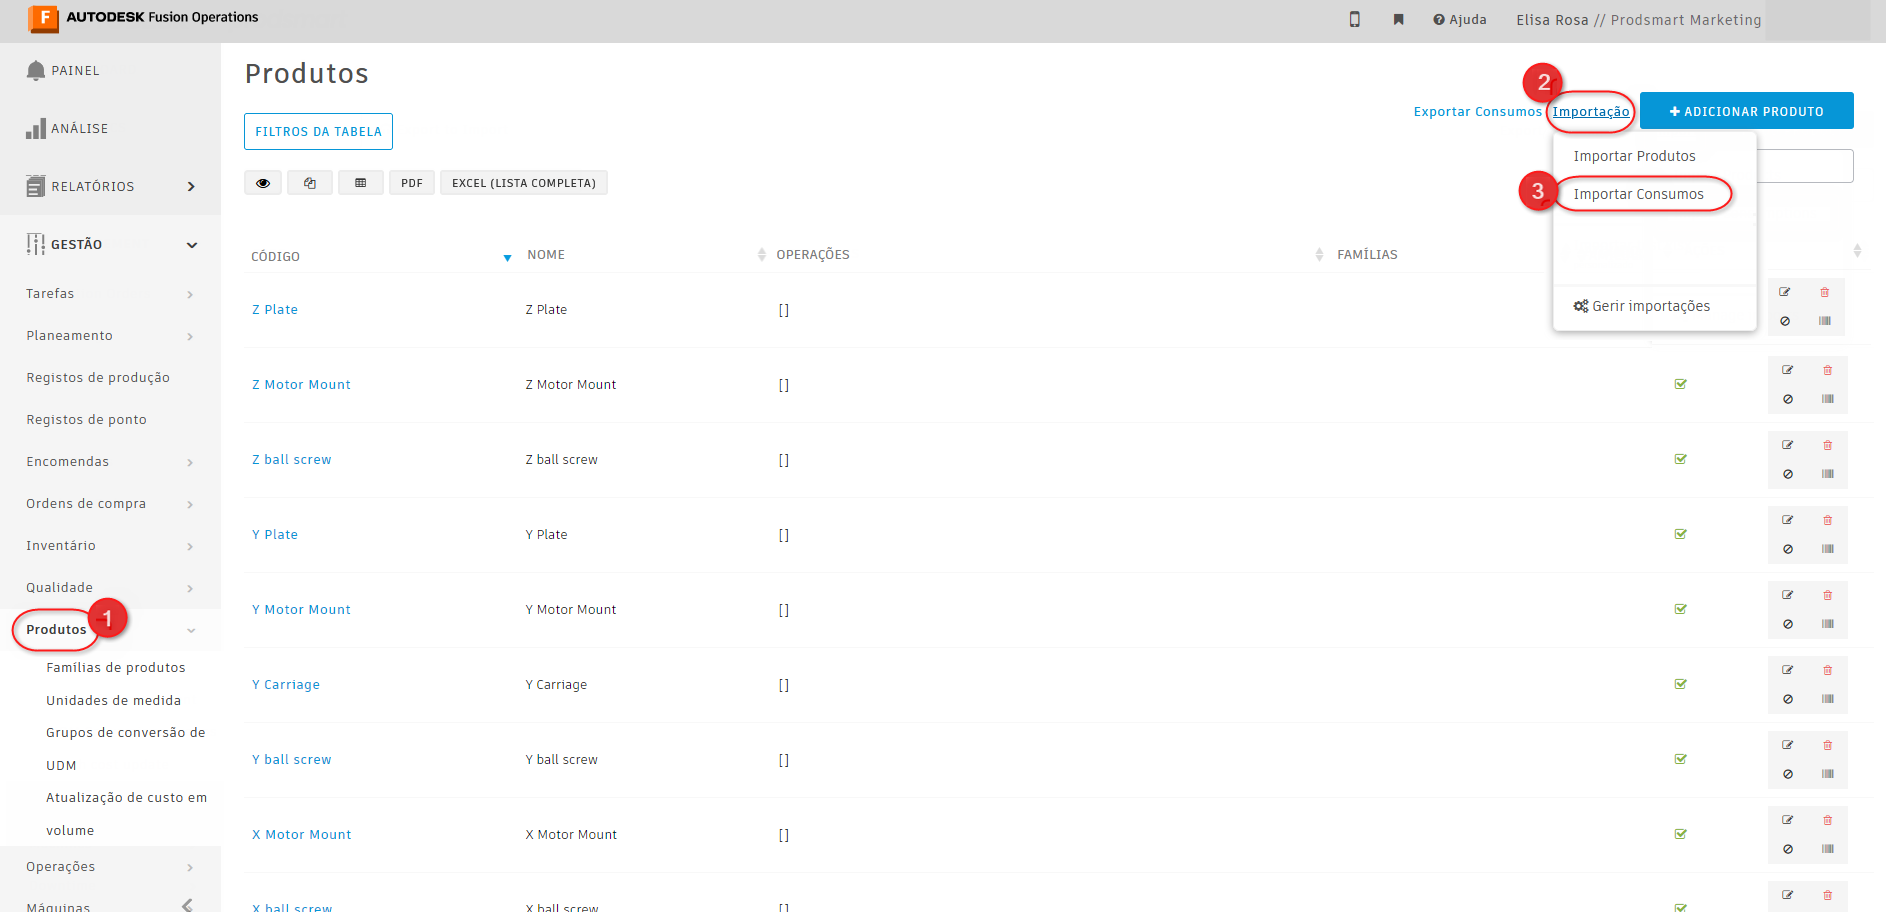 F AUTODESK Fusion Operations
Ajuda
Elisa Rosa // Prodsmart Marketing
PAINEL
ANÁLISE
RELATÓRIOS
GESTÃO
Tarefas
Planeamento
Registos de produção
Registos de ponto
Encomendas
Ordens de compra
Inventário
Qualidade
Produtos
1
Famílias de produtos
Unidades de medida
Grupos de conversão de
UDM
Atualização de custo em
volume
Operações
Máquinas
Produtos
2
Exportar Consumos
Importação
ADICIONAR PRODUTO
FILTROS DA TABELA
Importar Produtos
3
Importar Consumos
Gerir importações
PDF
EXCEL (LISTA COMPLETA)
CÓDIGO NOME OPERAÇÕES FAMÍLIAS
Z Plate Z Plate []
Z Motor Mount Z Motor Mount []
Z ball screw Z ball screw []
Y Plate Y Plate []
Y Motor Mount Y Motor Mount []
Y Carriage Y Carriage []
Y ball screw Y ball screw []
X Motor Mount X Motor Mount []
X ball screw X ball screw []